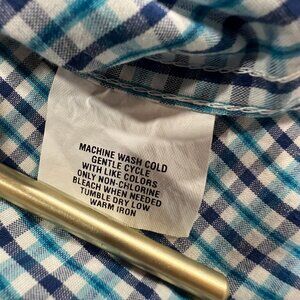 MACHINE WASH COLD
GENTLE CYCLE
WITH LIKE COLORS
ONLY NON-CHLORINE
BLEACH WHEN NEEDED
TUMBLE DRY LOW
WARM IRON